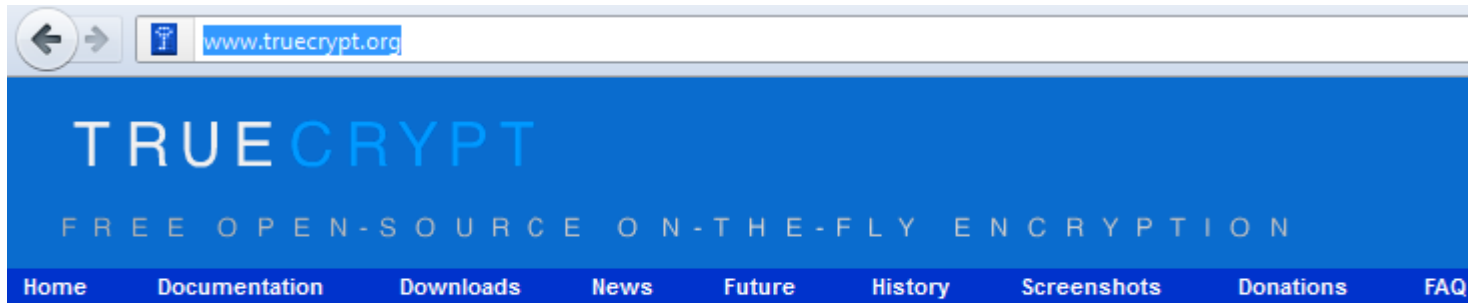 www.truecrypt.org
TRUECRYPT
FREE OPEN-SOURCE ON-THE-FLY ENCRYPTION
Home Documentation Downloads News Future History Screenshots Donations FAQ